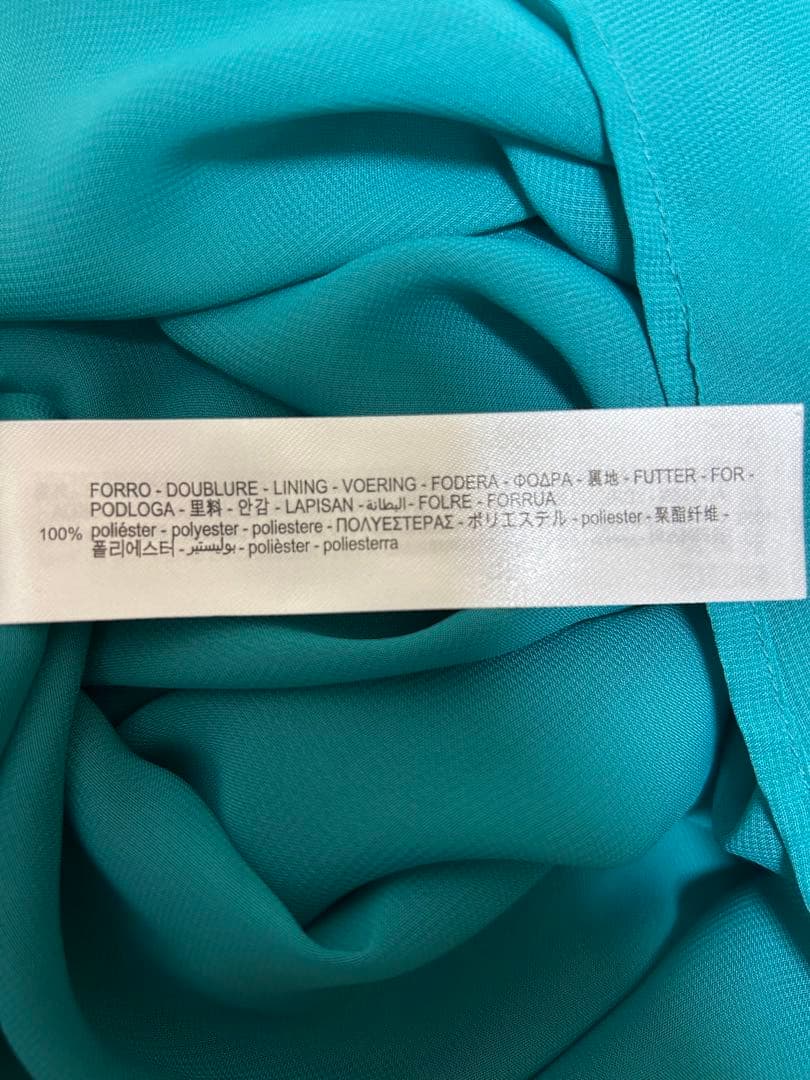 FORRO - DOUBLURE - LINING - VOERING - FODERA - ΦΟΔΡΑ - 裏地 - FUTTER - FOR -
PODLOGA - 里料 - 안감 - LAPISAN - البطانة - FOLRE - FORRUA
100% poliéster - polyester - poliestere - ΠΟΛΥΕΣΤΕΡΑΣ - ポリエステル - poliester - 聚酯纤维 -
폴리에스터 - بوليستير - polièster - poliesterra